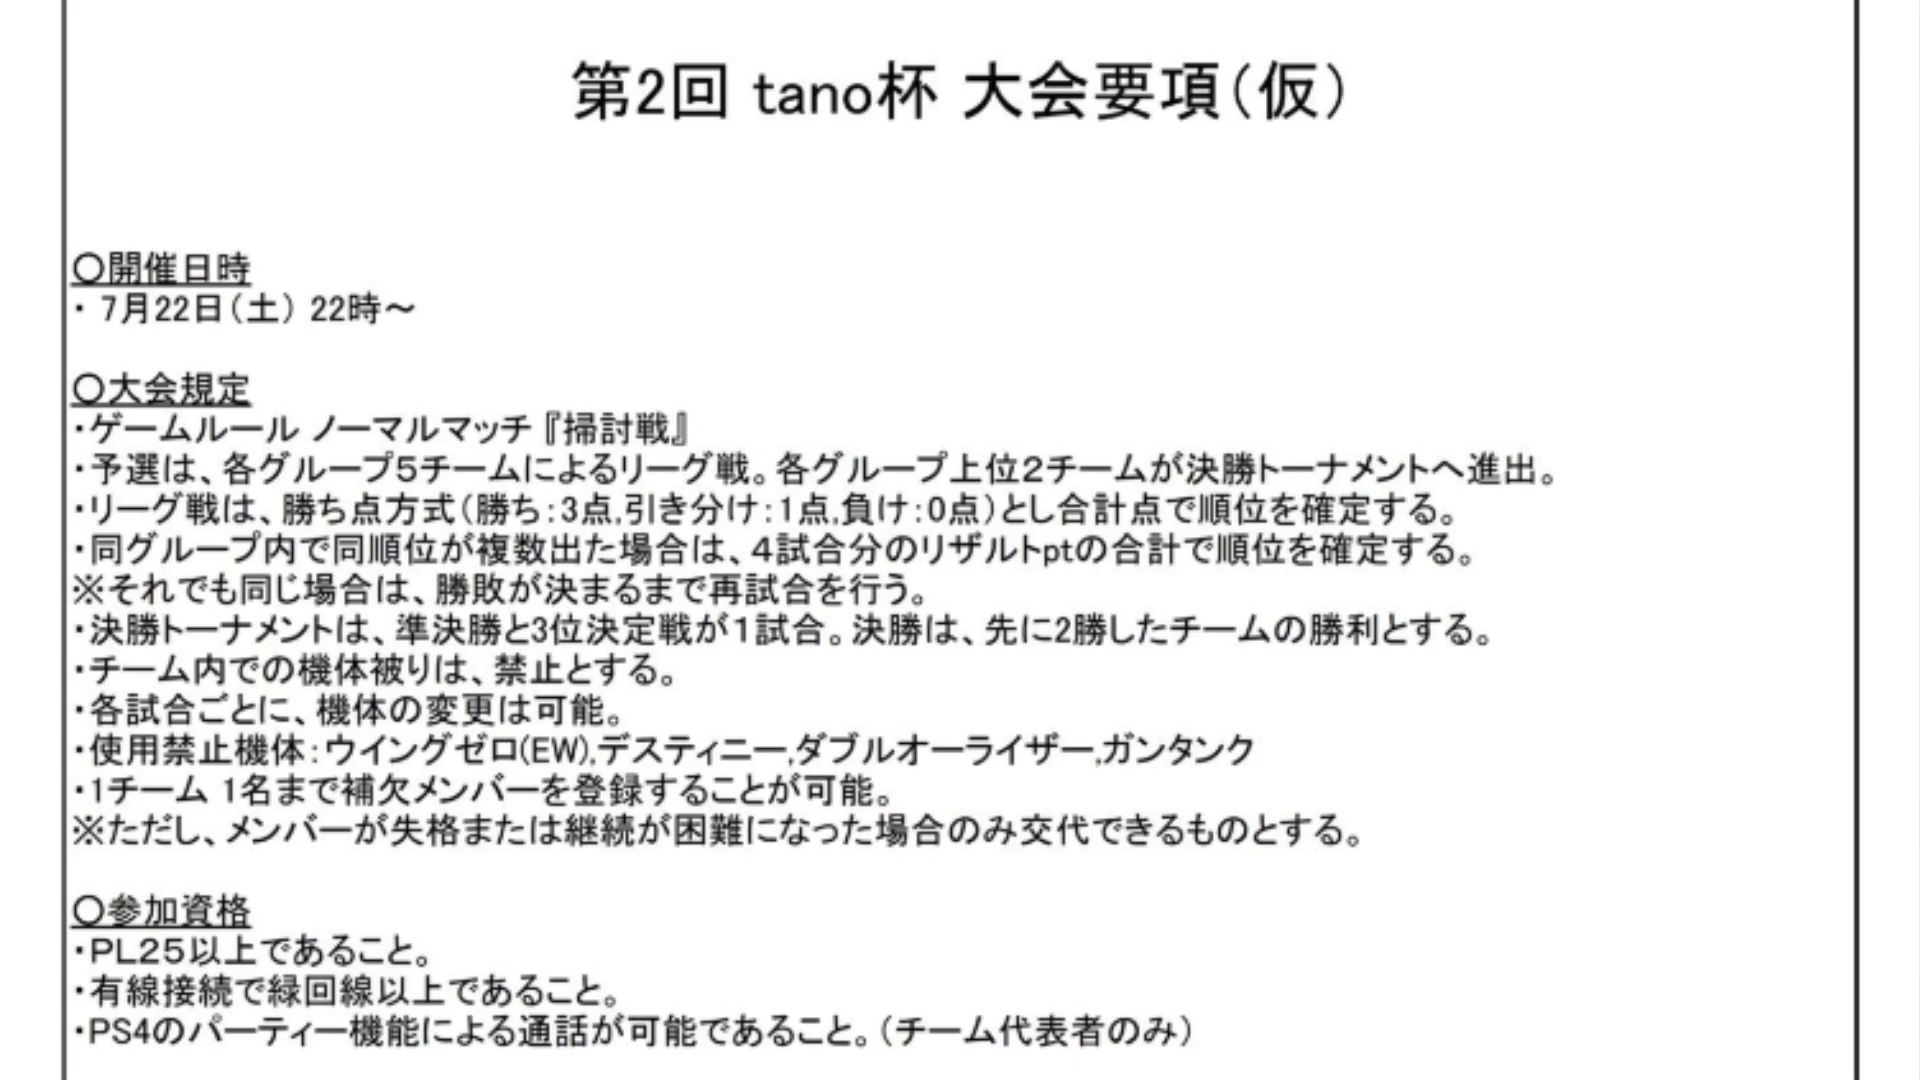 第2回 tano杯 大会要項（仮）
〇開催日時
・ 7月22日（土） 22時～
〇大会規定
・ゲームルール ノーマルマッチ 『掃討戦』
・予選は、各グループ５チームによるリーグ戦。各グループ上位２チームが決勝トーナメントへ進出。
・リーグ戦は、勝ち点方式（勝ち：3点,引き分け：1点,負け：0点）とし合計点で順位を確定する。
・同グループ内で同順位が複数出た場合は、４試合分のリザルトptの合計で順位を確定する。
※それでも同じ場合は、勝敗が決まるまで再試合を行う。
・決勝トーナメントは、準決勝と3位決定戦が１試合。決勝は、先に2勝したチームの勝利とする。
・チーム内での機体被りは、禁止とする。
・各試合ごとに、機体の変更は可能。
・使用禁止機体：ウイングゼロ(EW),デスティニー,ダブルオーライザー,ガンタンク
・1チーム 1名まで補欠メンバーを登録することが可能。
※ただし、メンバーが失格または継続が困難になった場合のみ交代できるものとする。
〇参加資格
・ＰＬ２５以上であること。
・有線接続で緑回線以上であること。
・PS4のパーティー機能による通話が可能であること。（チーム代表者のみ）